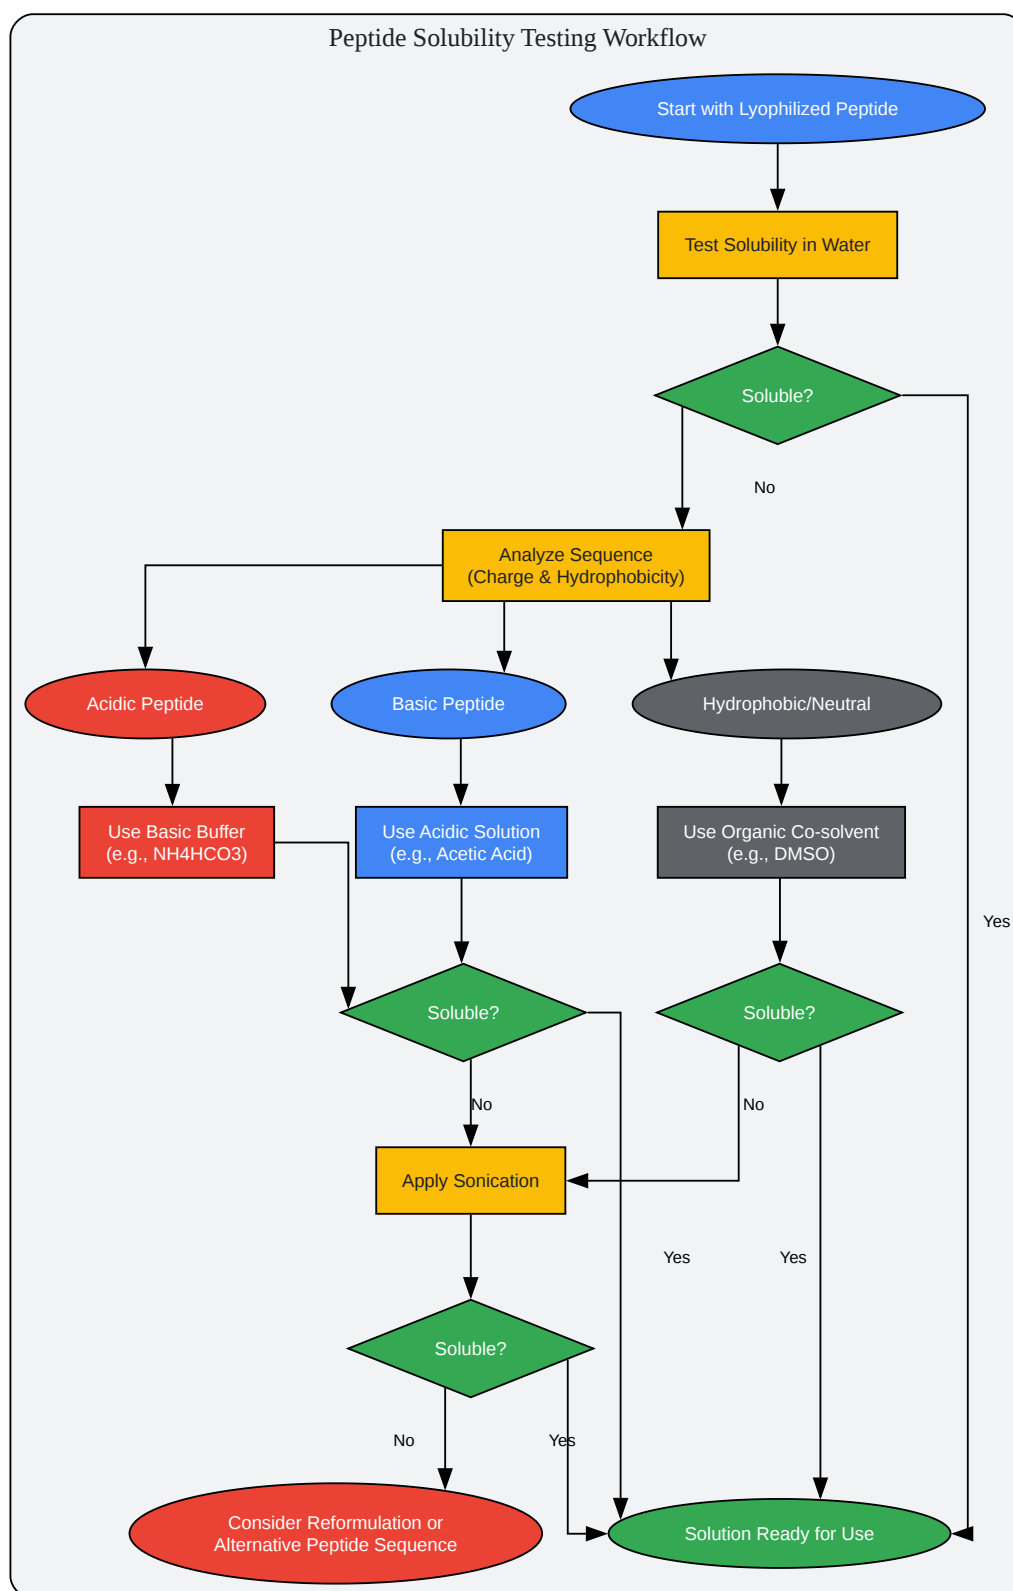 Peptide Solubility Testing Workflow
Start with Lyophilized Peptide
Test Solubility in Water
Soluble?
No
Analyze Sequence
(Charge & Hydrophobicity)
Acidic Peptide
Basic Peptide
Hydrophobic/Neutral
Use Basic Buffer
(e.g., NH4HCO3)
Use Acidic Solution
(e.g., Acetic Acid)
Use Organic Co-solvent
(e.g., DMSO)
Yes
Soluble?
Soluble?
No
No
Apply Sonication
Yes
Yes
Soluble?
No
Yes
Consider Reformulation or
Alternative Peptide Sequence
Solution Ready for Use